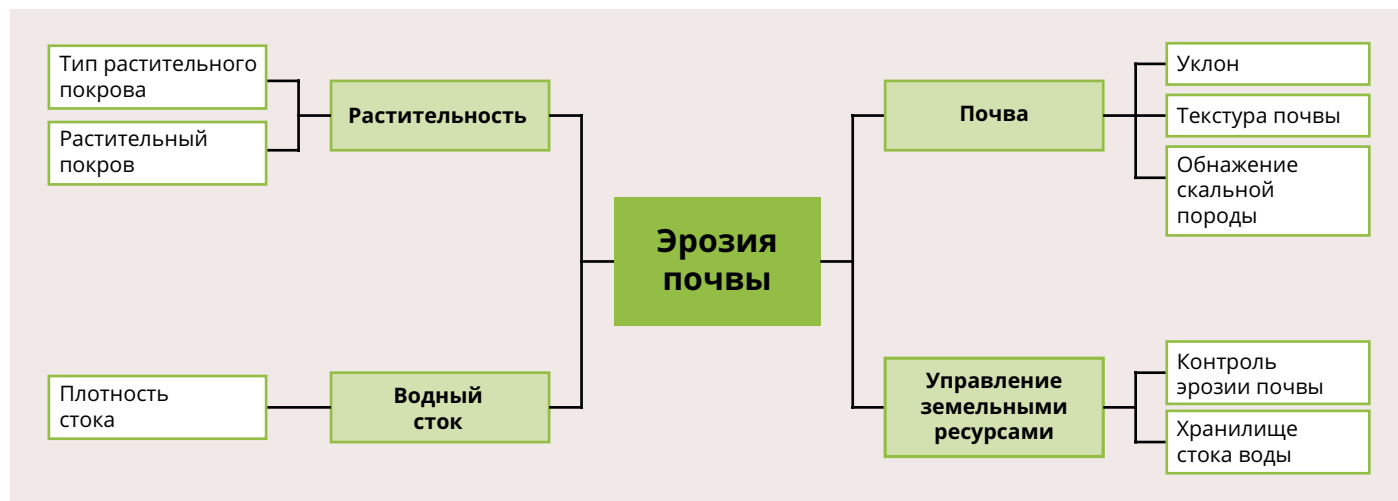 Тип растительного
покрова
Растительный
покров
Растительность
Плотность
стока
Водный
сток
Эрозия
почвы
Почва
Уклон
Текстура почвы
Обнажение
скальной
породы
Управление
земельными
ресурсами
Контроль
эрозии почвы
Хранилище
стока воды